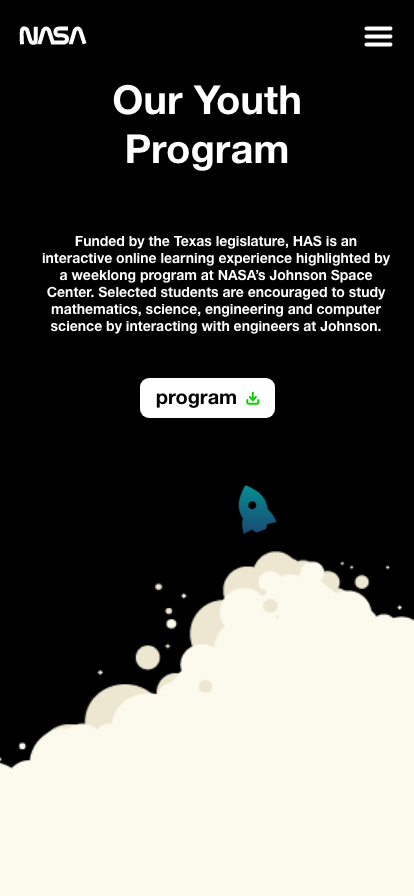 NASA
Our Youth
Program
Funded by the Texas legislature, HAS is an
interactive online learning experience highlighted by
a weeklong program at NASA’s Johnson Space
Center. Selected students are encouraged to study
mathematics, science, engineering and computer
science by interacting with engineers at Johnson.
program